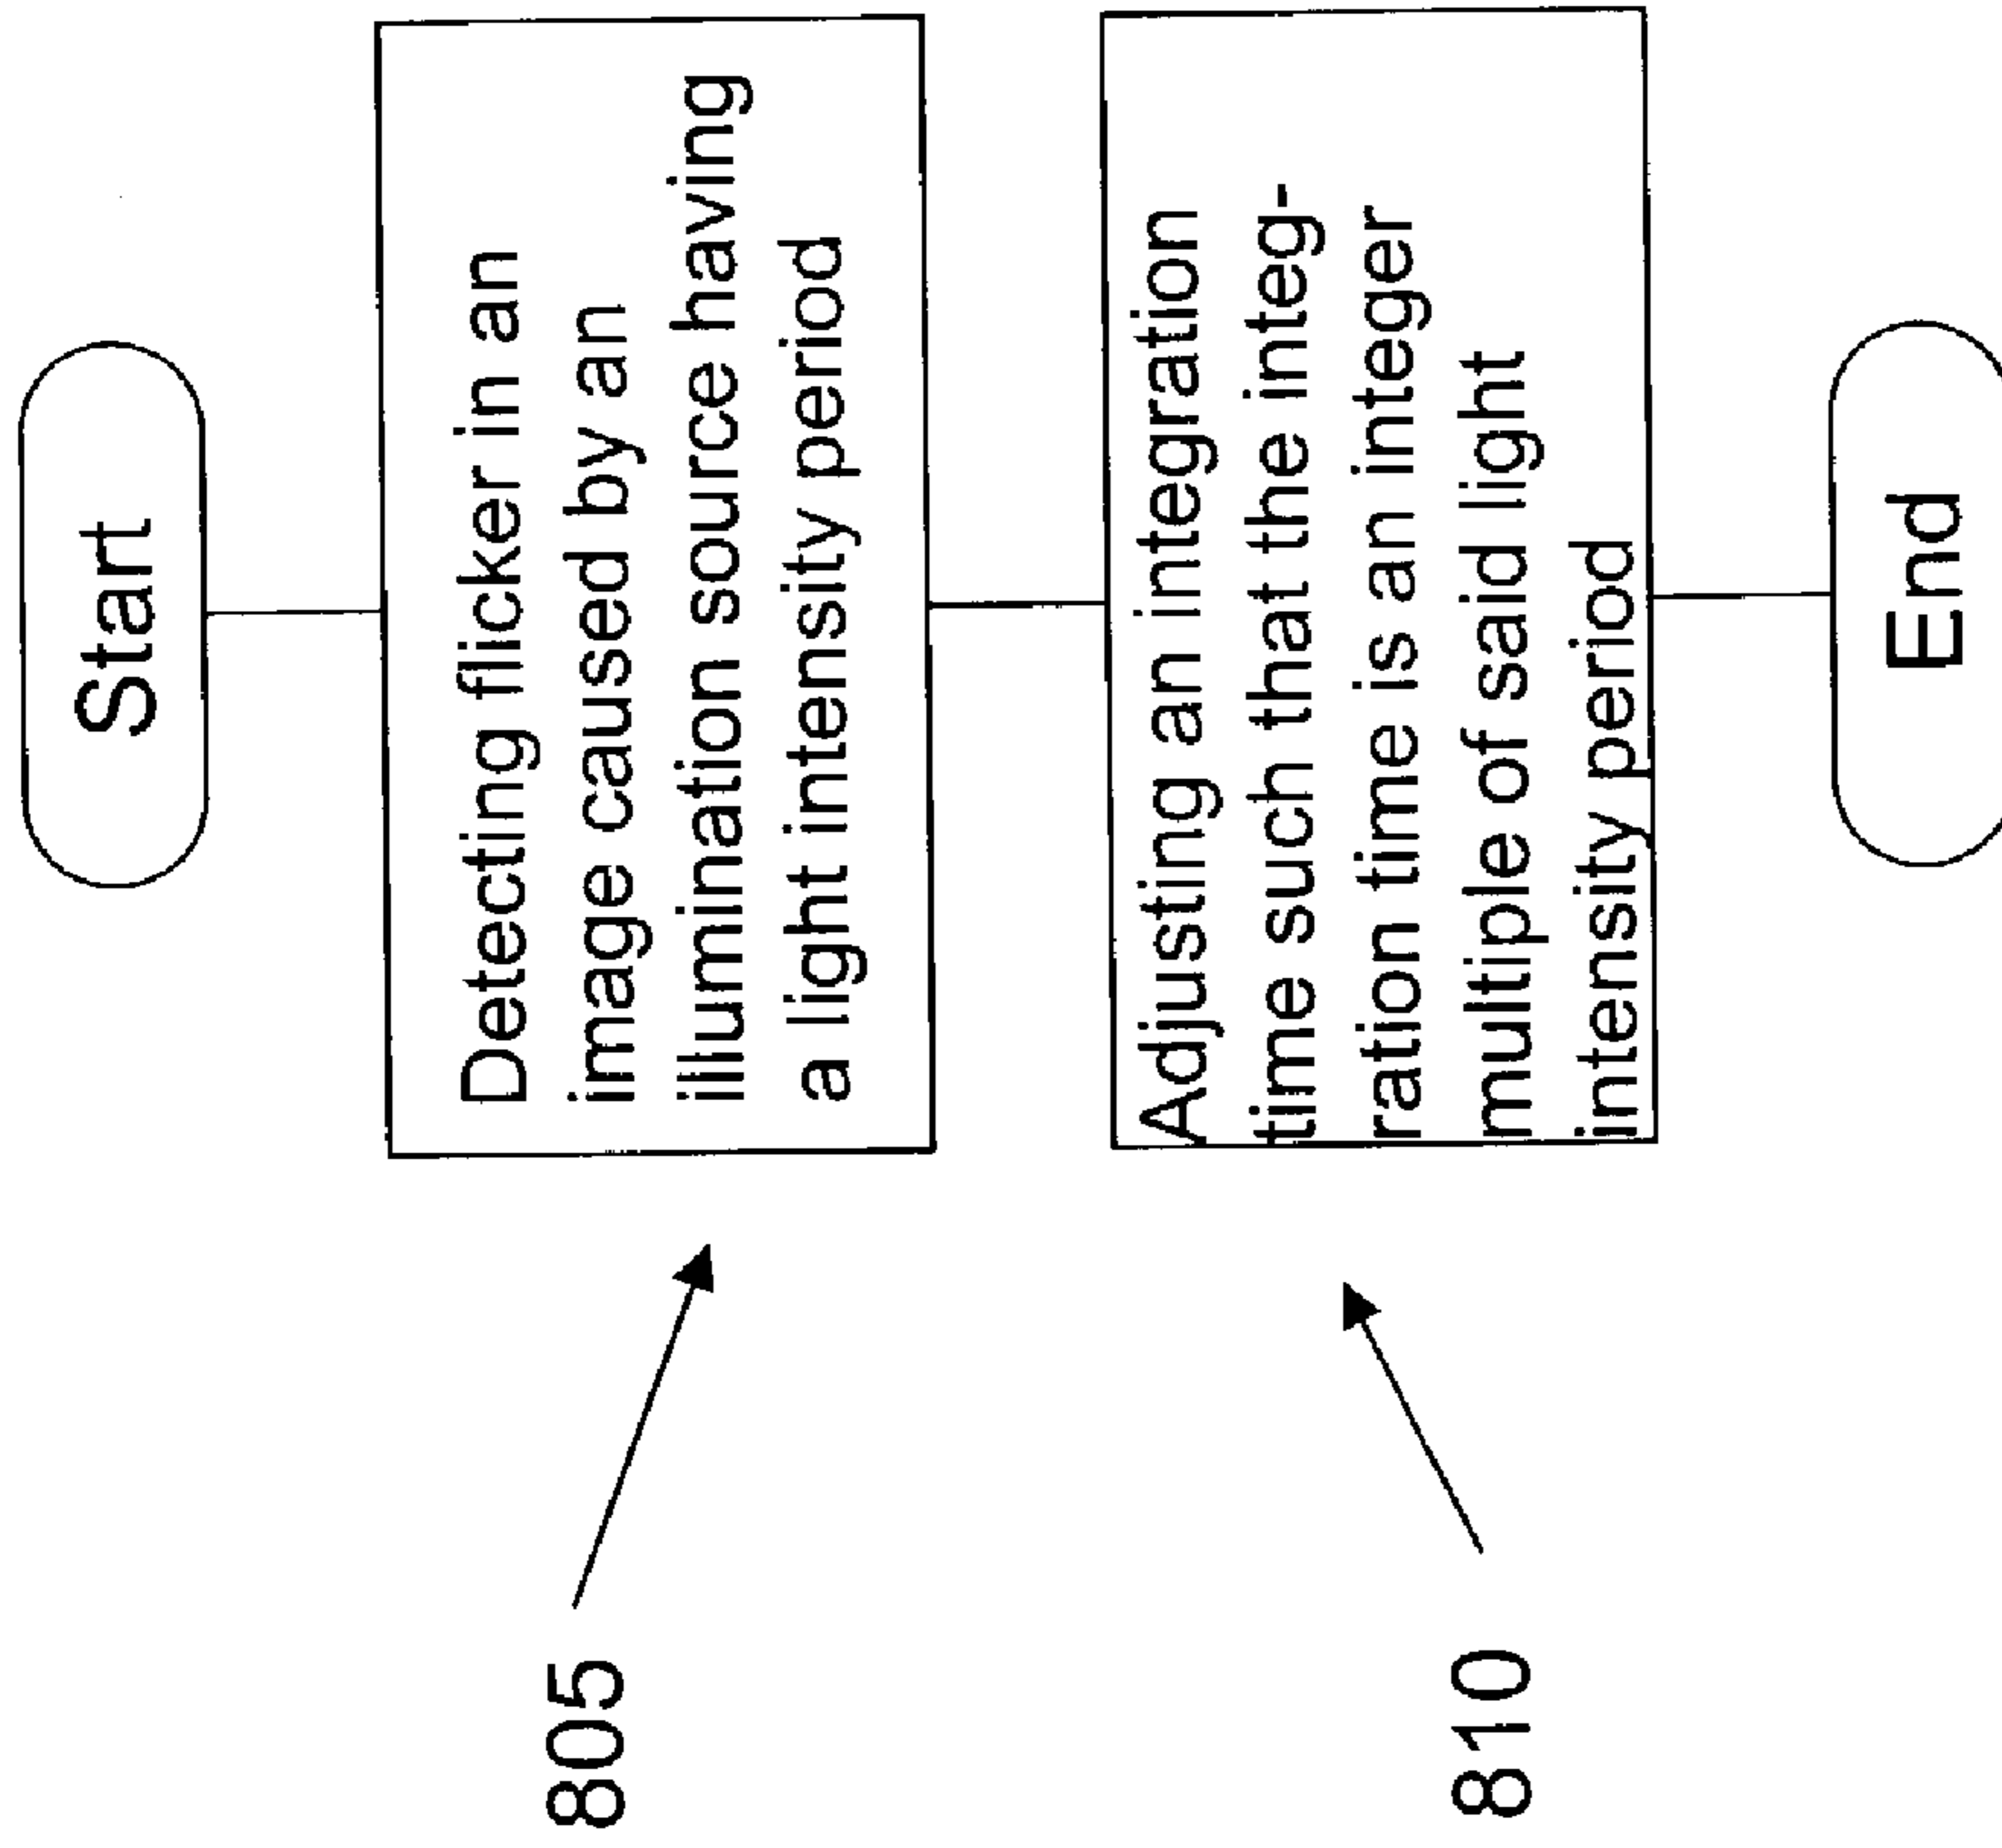 Start
805
Detecting flicker in an
image caused by an
illumination source having
a light intensity period
810
Adjusting an integration
time such that the integ-
ration time is an integer
multiple of said light
intensity period
End